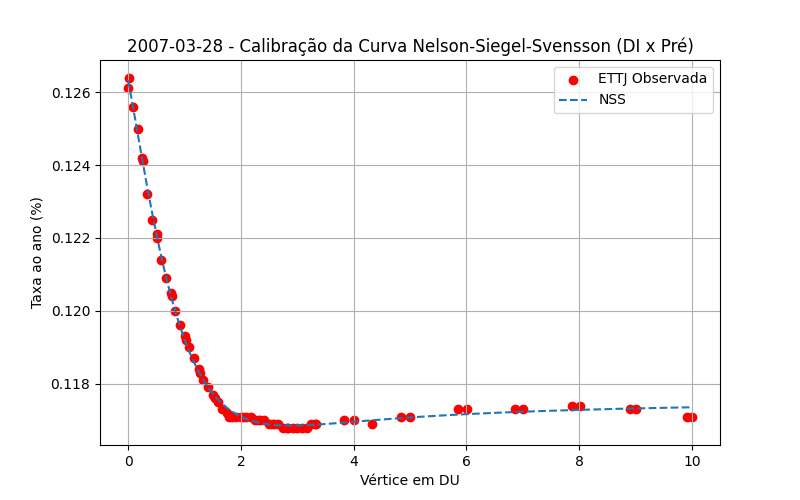 2007-03-28 - Calibração da Curva Nelson-Siegel-Svensson (DI x Pré)
ETTJ Observada
NSS
Taxa ao ano (%)
0.126
0.124
0.122
0.120
0.118
0 2 4 6 8 10
Vértice em DU